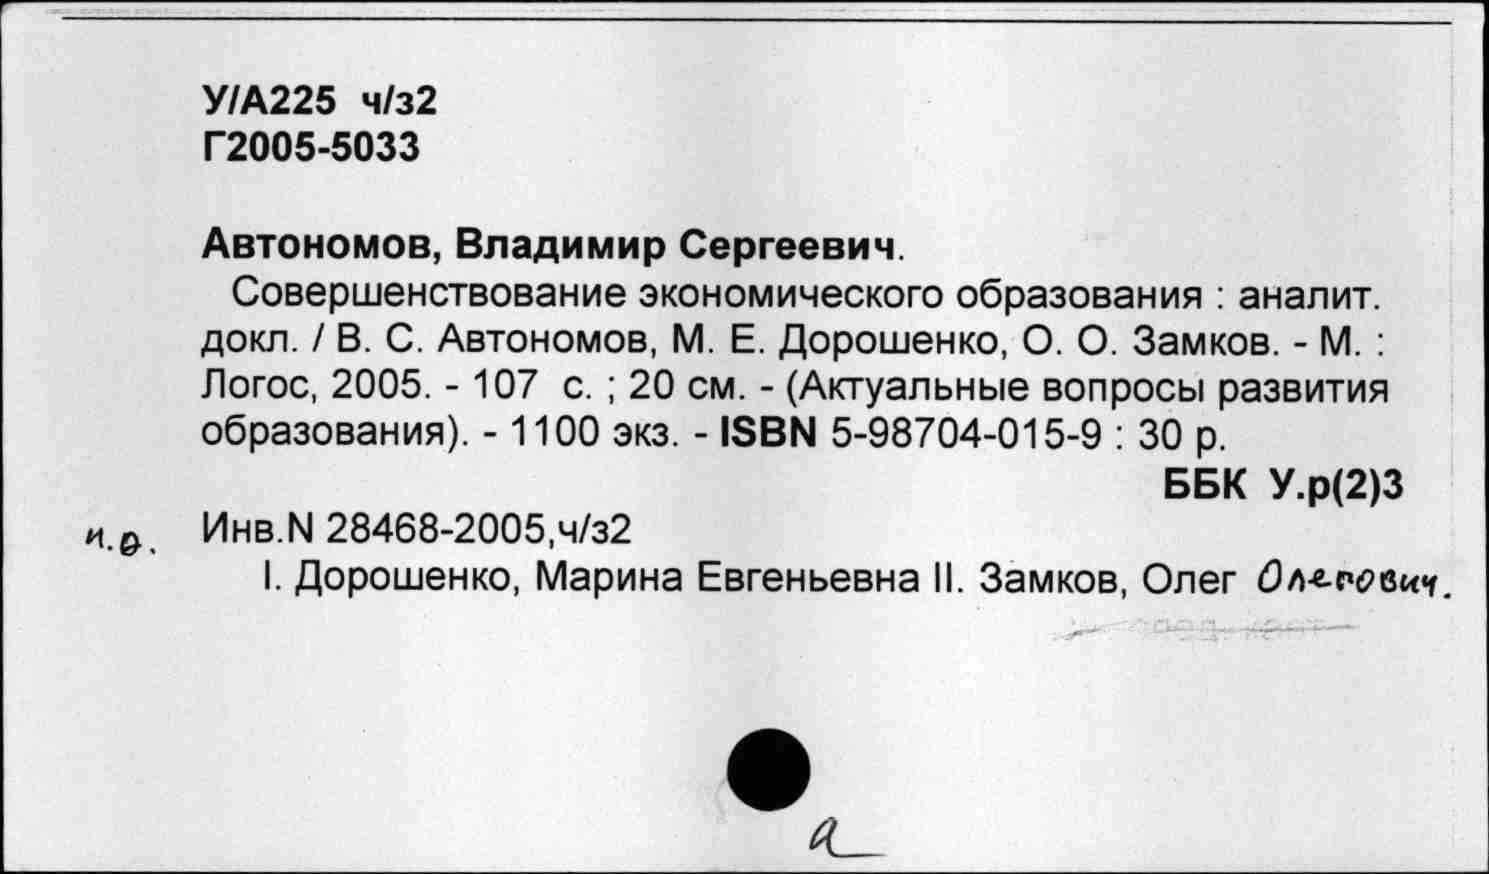 У/А225 ч/з2
Г2005-5033
Автономов, Владимир Сергеевич.
Совершенствование экономического образования : аналит.
докл. / В. С. Автономов, М. Е. Дорошенко, О. О. Замков. - М. :
Логос, 2005. - 107 с. ; 20 см. - (Актуальные вопросы развития
образования). - 1100 экз. - ISBN 5-98704-015-9 : 30 р.
ББК У.р(2)3
и.о. Инв.N 28468-2005,ч/з2
I. Дорошенко, Марина Евгеньевна II. Замков, Олег Олегович.
а